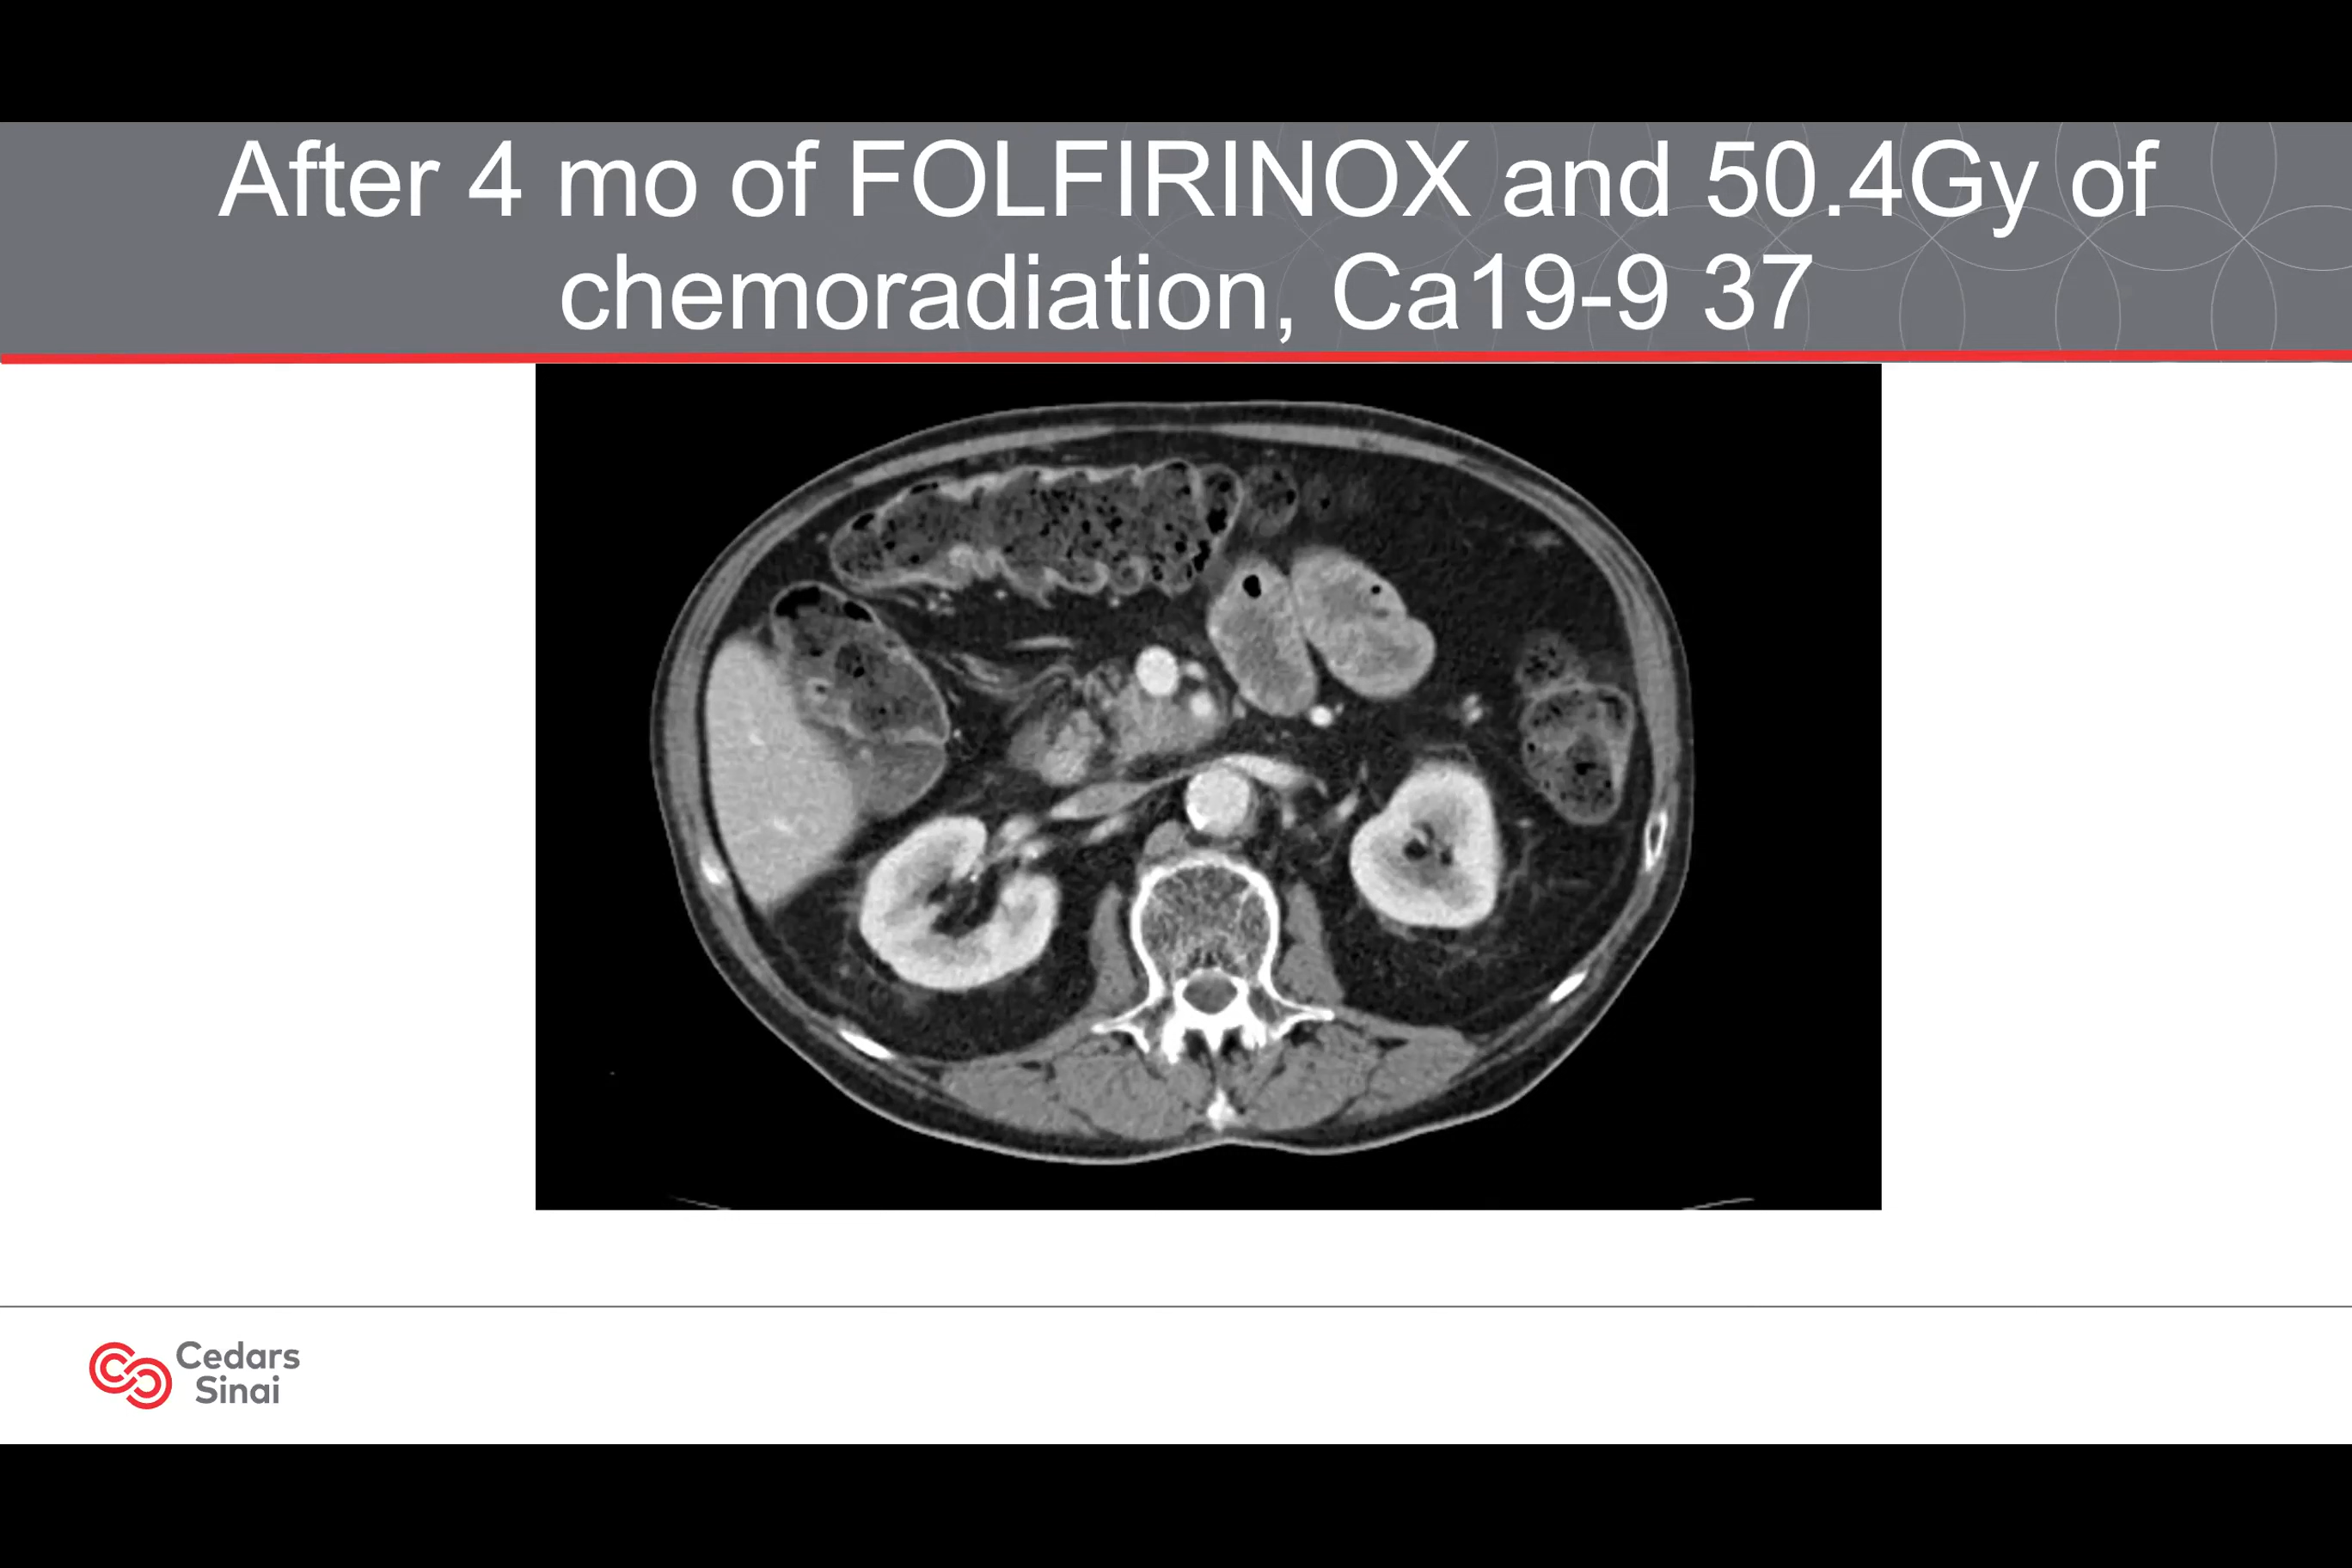 After 4 mo of FOLFIRINOX and 50.4Gy of
chemoradiation, Ca19-9 37
Cedars
Sinai